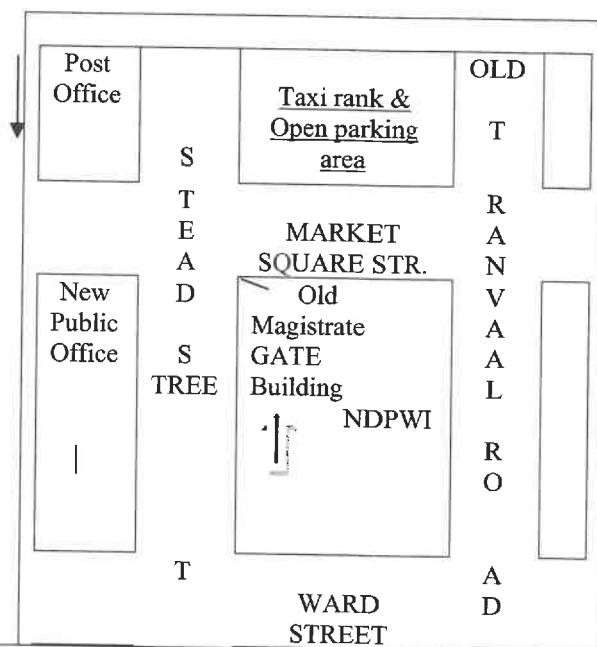 Post
Office
Taxi rank &
Open parking
area
OLD
T
R
A
N
V
A
A
L
R
O
A
D
S
T
E
A
D
S
TREE
T
MARKET
SQUARE STR.
New
Public
Office
Old
Magistrate
GATE
Building
NDPWI
WARD
STREET